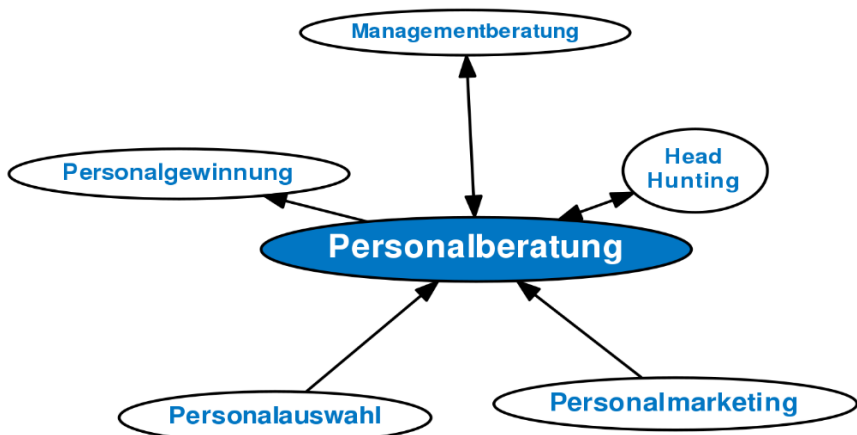 Managementberatung
Head
Hunting
Personalgewinnung
Personalberatung
Personalauswahl
Personalmarketing